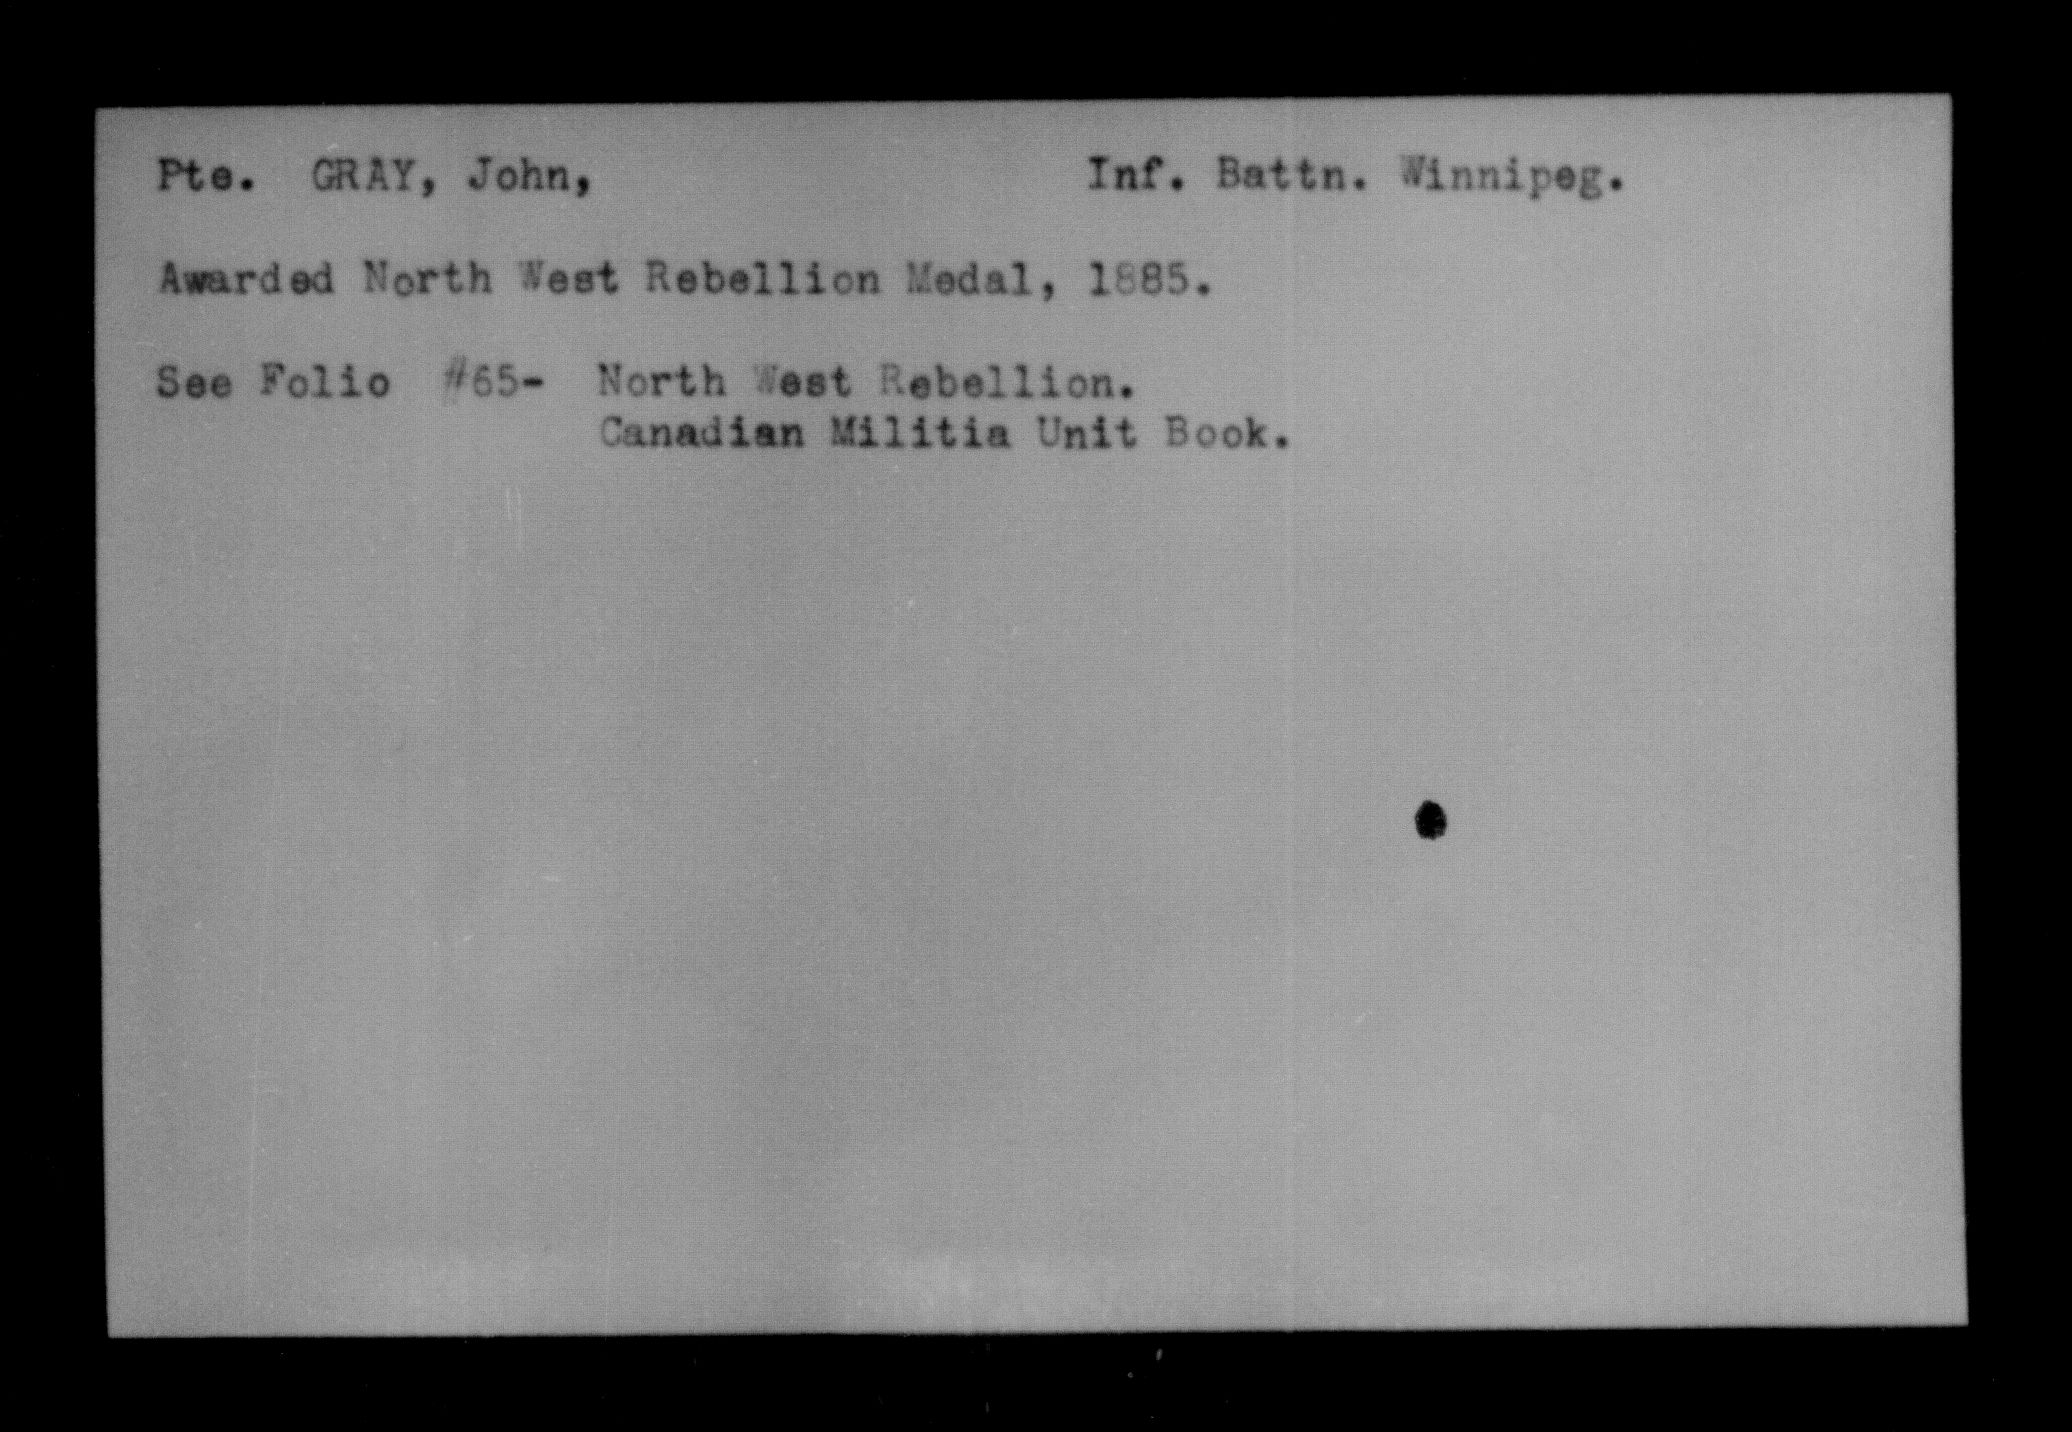 Pte. GRAY, John, Inf. Battn. Winnipeg.
Awarded North West Rebellion Medal, 1885.
See Folio #65- North West Rebellion.
Canadian Militia Unit Book.